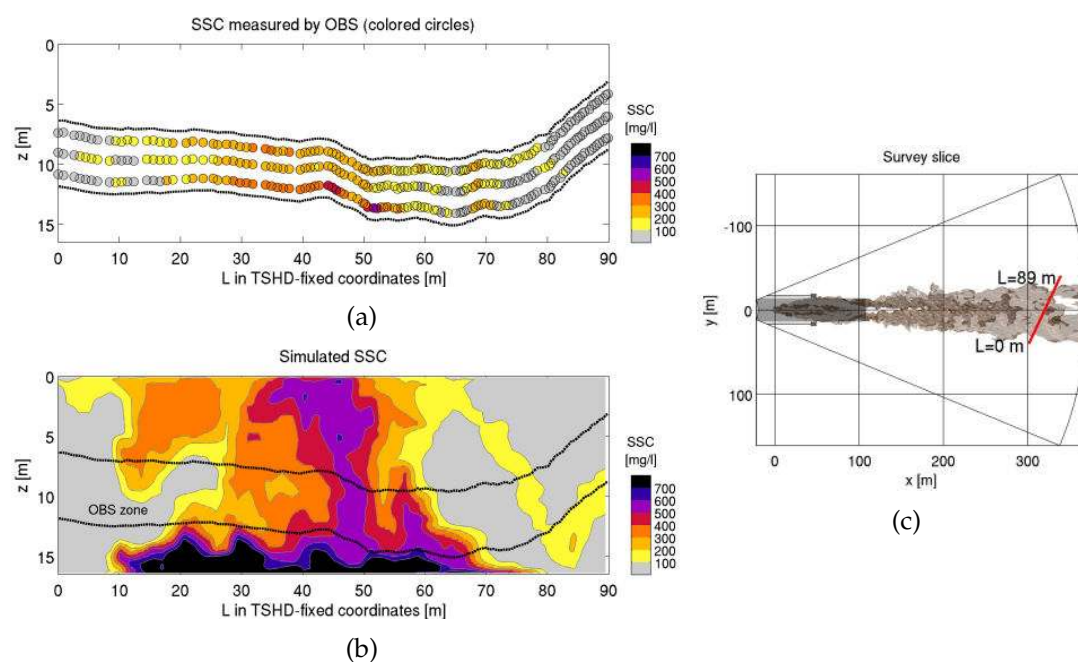 SSC measured by OBS (colored circles)
0
5
10
15
z [m]
0 10 20 30 40 50 60 70 80 90
L in TSHD-fixed coordinates [m]
SSC
[mg/l]
700
600
500
400
300
200
100
(a)
Simulated SSC
0
5
10
15
z [m]
OBS zone
0 10 20 30 40 50 60 70 80 90
L in TSHD-fixed coordinates [m]
SSC
[mg/l]
700
600
500
400
300
200
100
(b)
Survey slice
-100
0
100
y [m]
L=89 m
L=0 m
0 100 200 300
x [m]
(c)